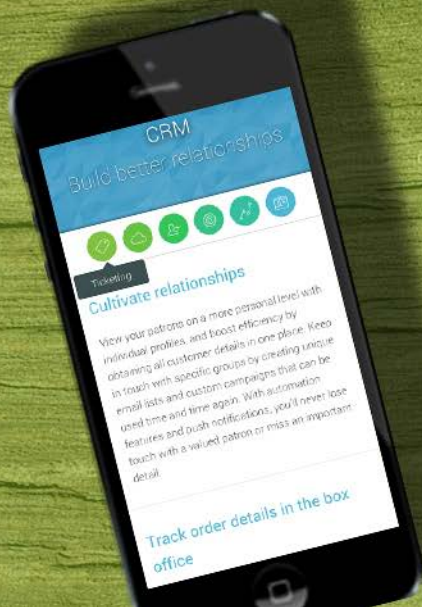 CRM
Build better relationships
Ticketing
Cultivate relationships
View your patrons on a more personal level with
individual profiles, and boost efficiency by
obtaining all customer details in one place. Keep
in touch with specific groups by creating unique
email lists and custom campaigns that can be
used time and time again. With automation
features and push notifications, you'll never lose
touch with a valued patron or miss an important
detail.
Track order details in the box
office